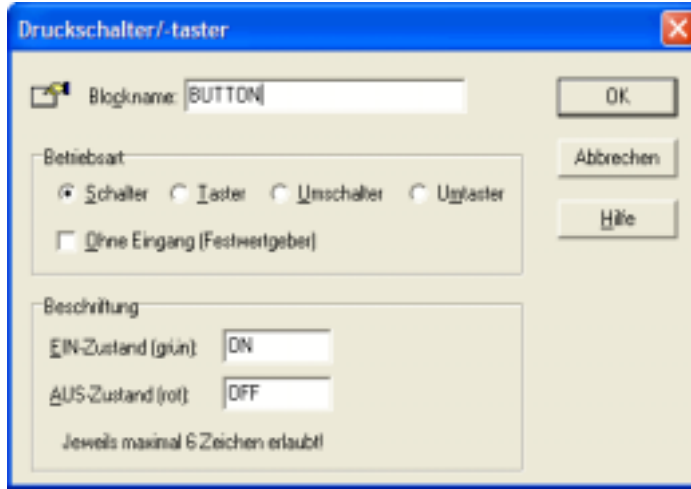 Druckschalter/-taster
Blockname: BUTTON
OK
Abbrechen
Hilfe
Betriebsart
Schalter Taster Umschalter Umtaster
Ohne Eingang (Festwertgeber)
Beschriftung
EIN-Zustand (grün): ON
AUS-Zustand (rot): OFF
Jeweils maximal 6 Zeichen erlaubt!